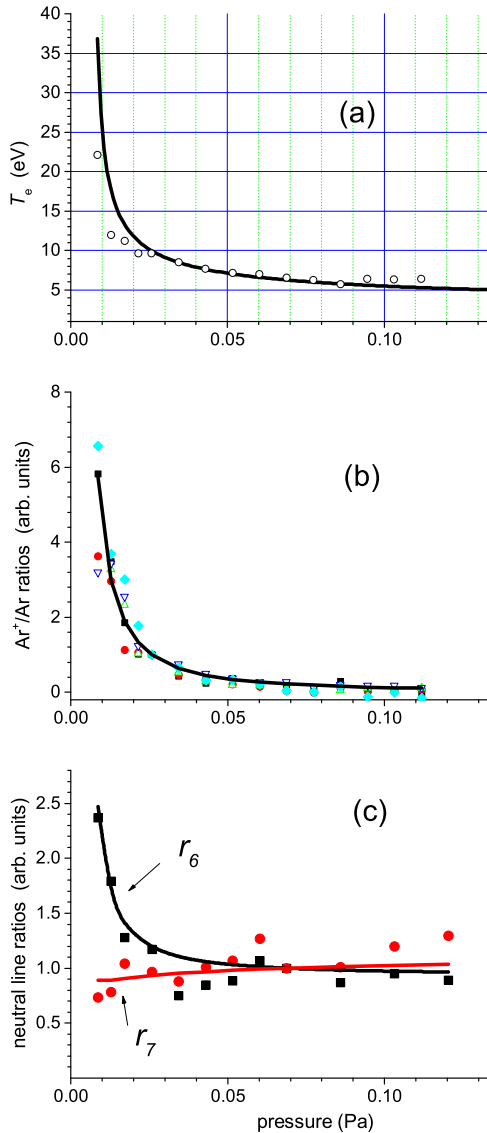 40
35
30
25
20
15
10
5
T_e (eV)
(a)
0.00 0.05 0.10
8
6
4
2
0
Ar⁺/Ar ratios (arb. units)
(b)
0.00 0.05 0.10
2.5
2.0
1.5
1.0
0.5
neutral line ratios (arb. units)
(c)
r_6
r_7
0.00 0.05 0.10
pressure (Pa)